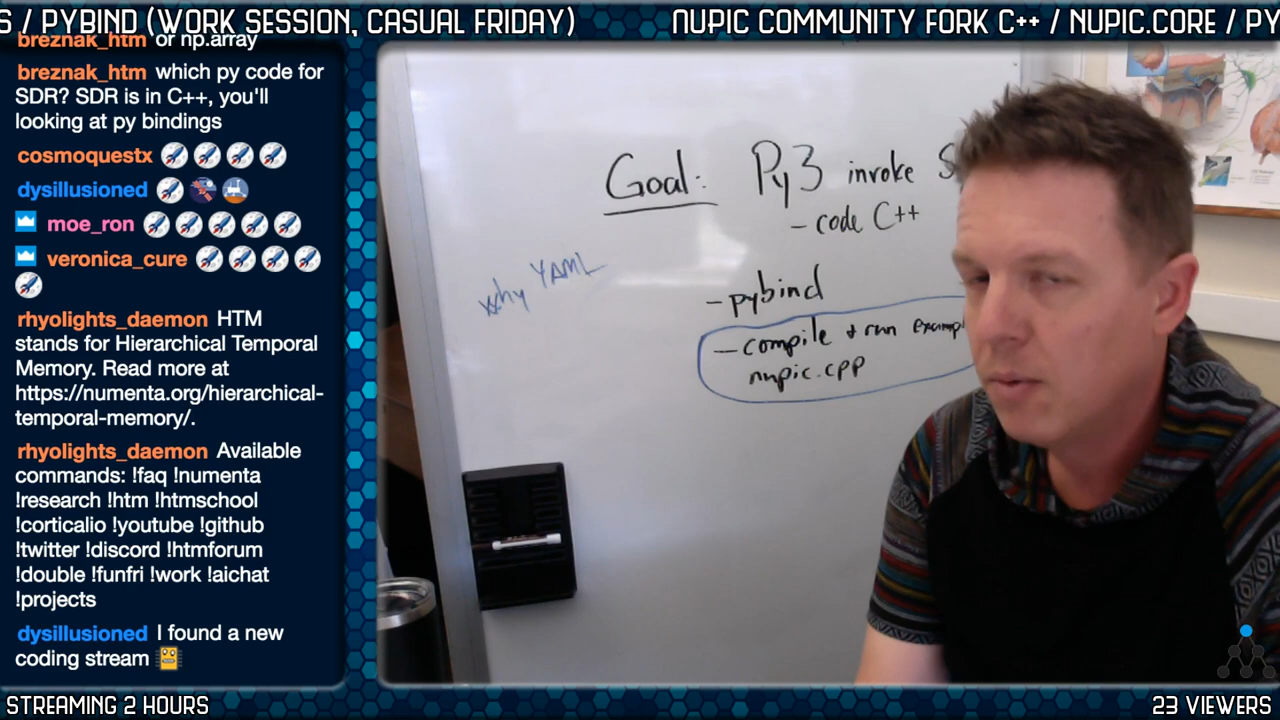 S / PYBIND (WORK SESSION, CASUAL FRIDAY)
NUPIC COMMUNITY FORK C++ / NUPIC.CORE / PY
breznak_htm or np.array
breznak_htm which py code for
SDR? SDR is in C++, you'll
looking at py bindings
cosmoquestx
dysillusioned
moe_ron
veronica_cure
rhyolights_daemon HTM
stands for Hierarchical Temporal
Memory. Read more at
https://numenta.org/hierarchical-
temporal-memory/.
rhyolights_daemon Available
commands: !faq !numenta
!research !htm !htmschool
!corticalio !youtube !github
!twitter !discord !htmforum
!double !funfri !work !aichat
!projects
dysillusioned I found a new
coding stream
Goal: Py3 invoke S
- code C++
why YAML
- pybind
- compile + run exampl
nupic.cpp
STREAMING 2 HOURS
23 VIEWERS